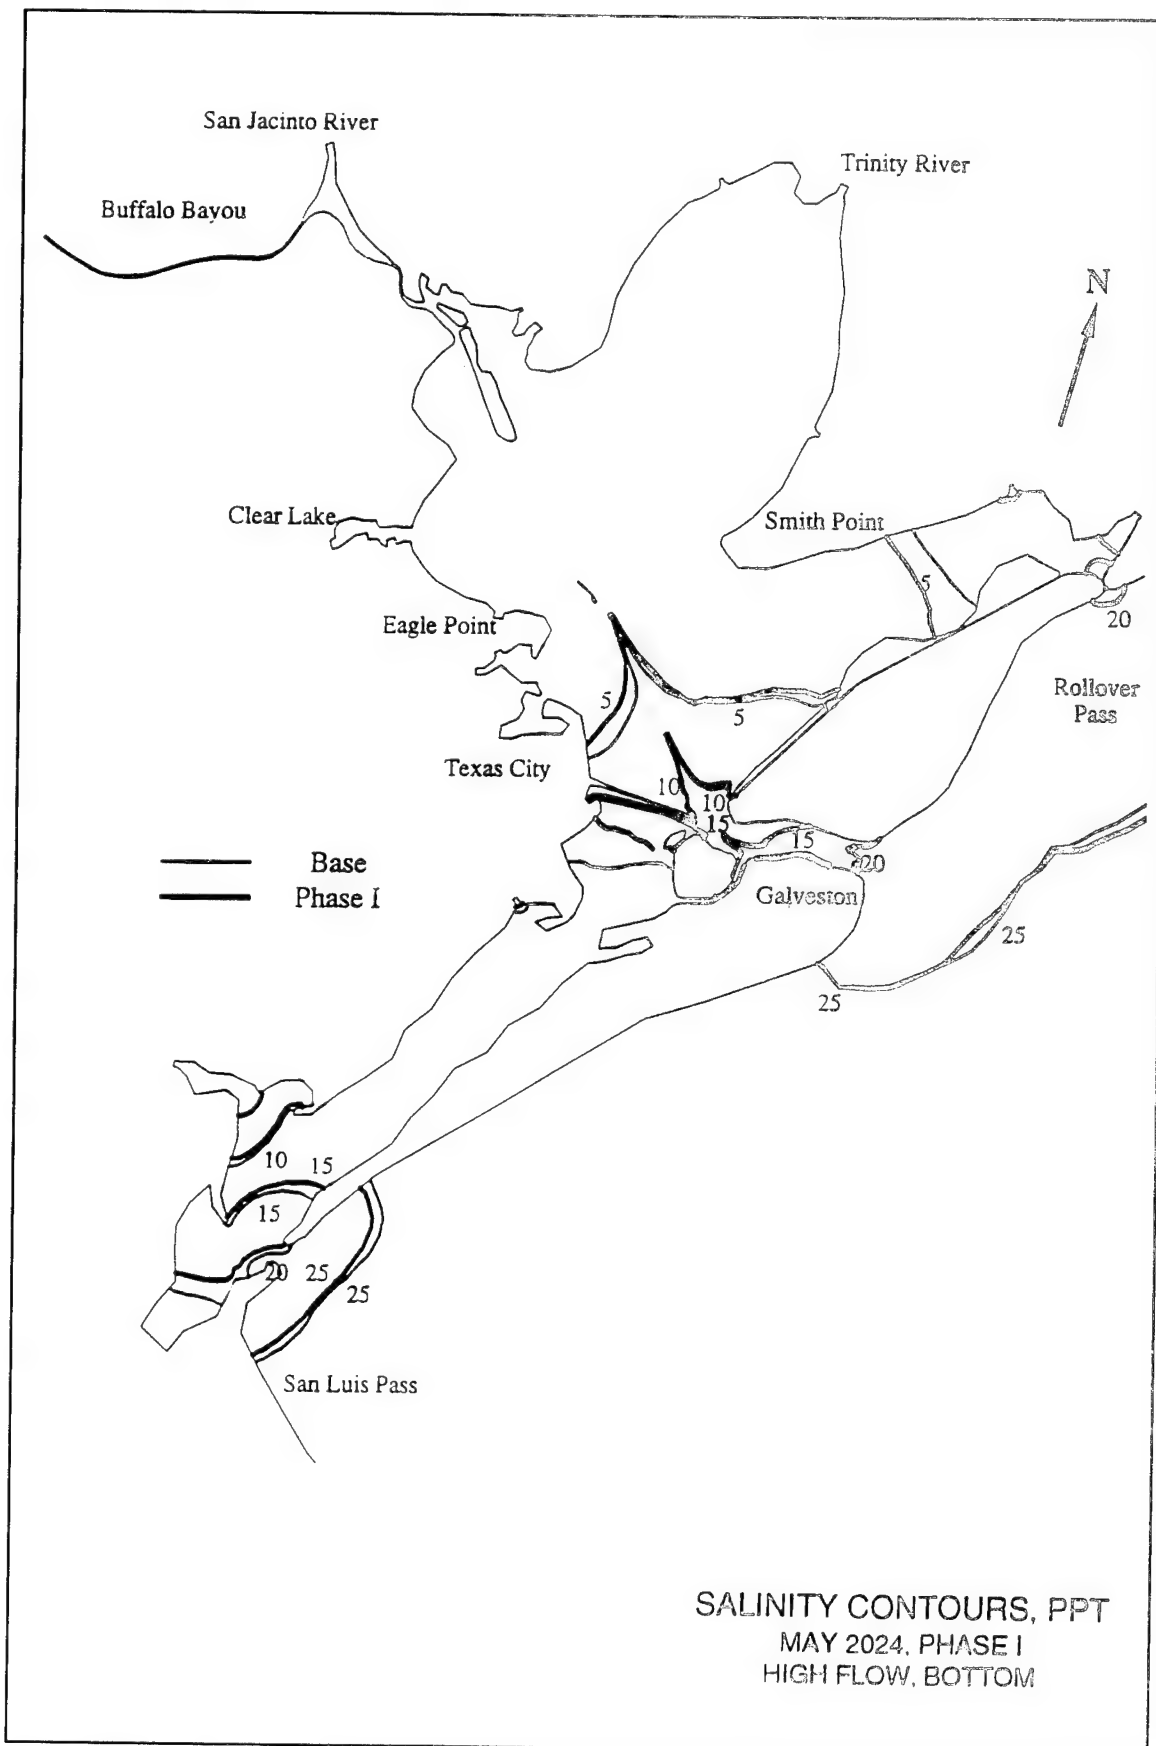 San Jacinto River
Trinity River
Buffalo Bayou
N
Clear Lake
Smith Point
5
20
Eagle Point
Rollover
Pass
5
5
Texas City
10
10
15
15
20
Base
Phase I
Galveston
25
25
10
15
15
20
25
25
San Luis Pass
SALINITY CONTOURS, PPT
MAY 2024, PHASE I
HIGH FLOW, BOTTOM